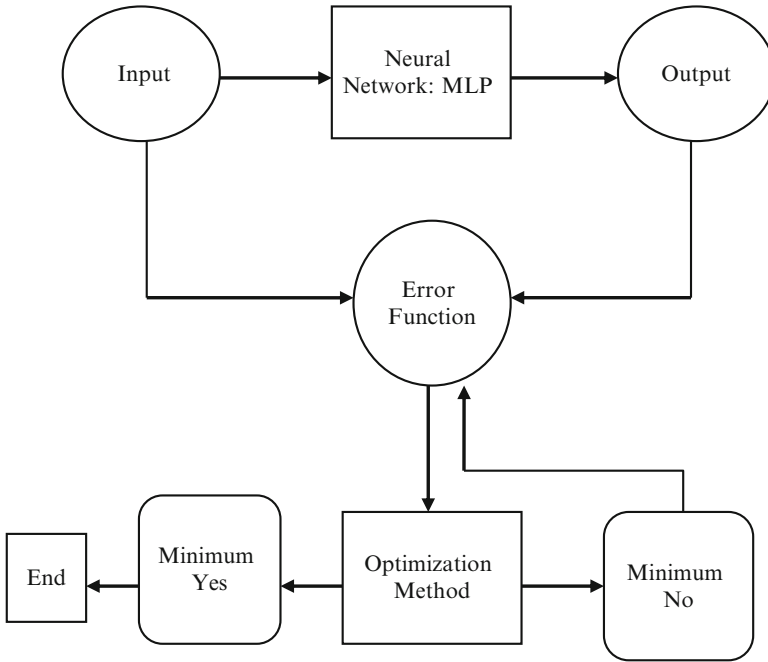 Input
Neural
Network: MLP
Output
Error
Function
End
Minimum
Yes
Optimization
Method
Minimum
No